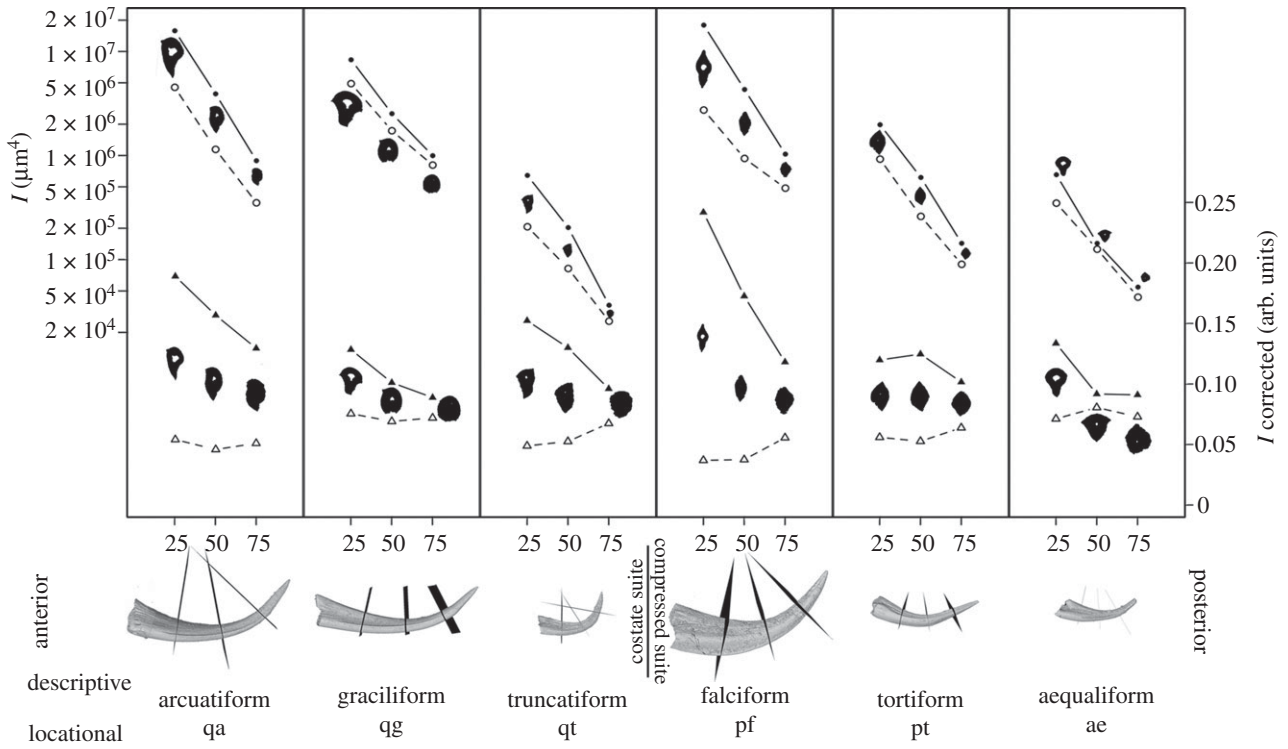 2 × 10⁷
1 × 10⁷
5 × 10⁶
2 × 10⁶
1 × 10⁶
5 × 10⁵
2 × 10⁵
1 × 10⁵
5 × 10⁴
2 × 10⁴
I (μm⁴)
0.25
0.20
0.15
0.10
0.05
0
I corrected (arb. units)
25 50 75 25 50 75 25 50 75 25 50 75 25 50 75 25 50 75
anterior
costate suite
compressed suite
posterior
descriptive arcuatiform graciliform truncatiform falciform tortiform aequaliform
locational qa qg qt pf pt ae